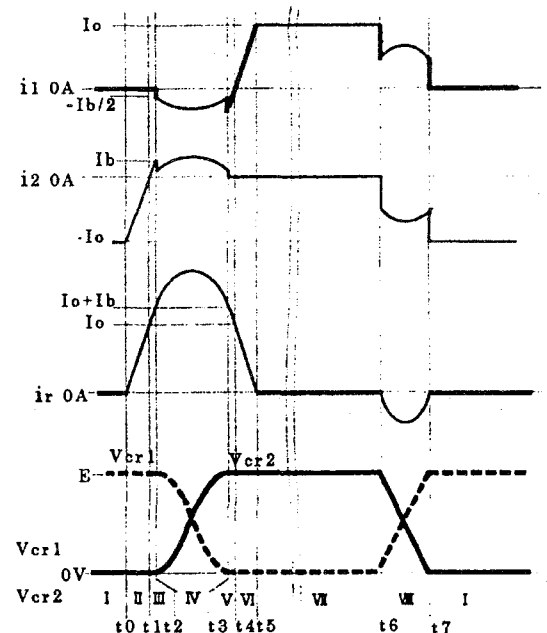 Io
i1 0A
-Ib/2
Ib
i2 0A
-Io
Io+Ib
Io
ir 0A
Vcr1
Vcr2
E
Vcr1
0V
Vcr2
I II III IV V VI VII VIII I
t0 t1 t2 t3 t4 t5 t6 t7